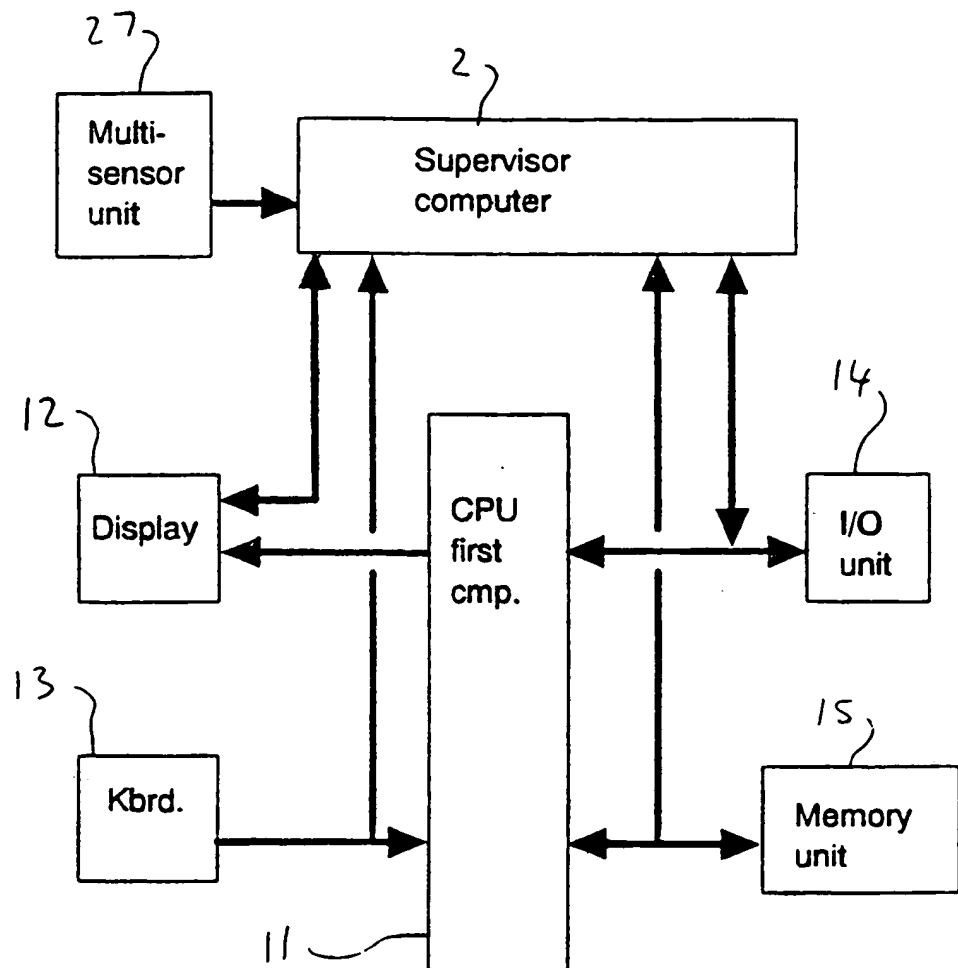 27
2
Multi-
sensor
unit
Supervisor
computer
12
14
Display
CPU
first
cmp.
I/O
unit
13
15
Kbrd.
Memory
unit
11